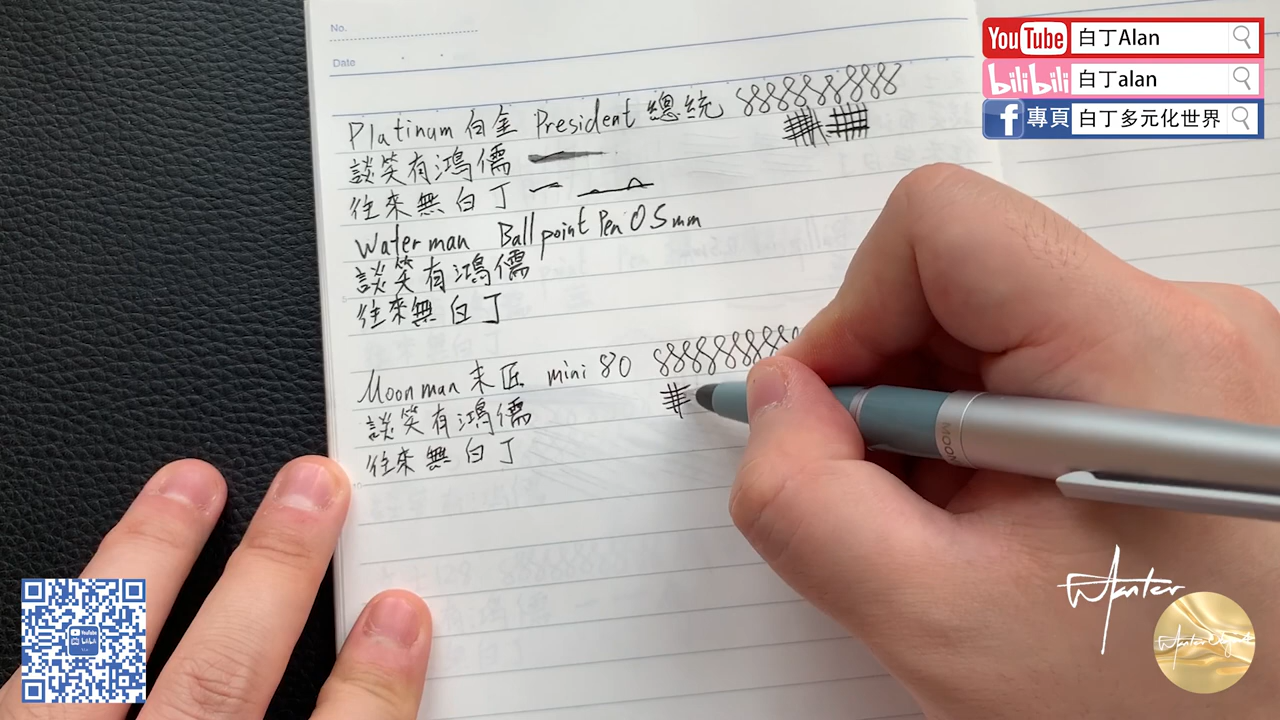 No.
Date
Platinum 白金 President 總統 888888888
談笑有鴻儒
往來無白丁
Waterman Ballpoint Pen 0.5mm
談笑有鴻儒
往來無白丁
Moonman 末匠 mini 80 8888888888
談笑有鴻儒
往來無白丁
YouTube 白丁Alan
bilibili 白丁alan
f 專頁 白丁多元化世界
MOON